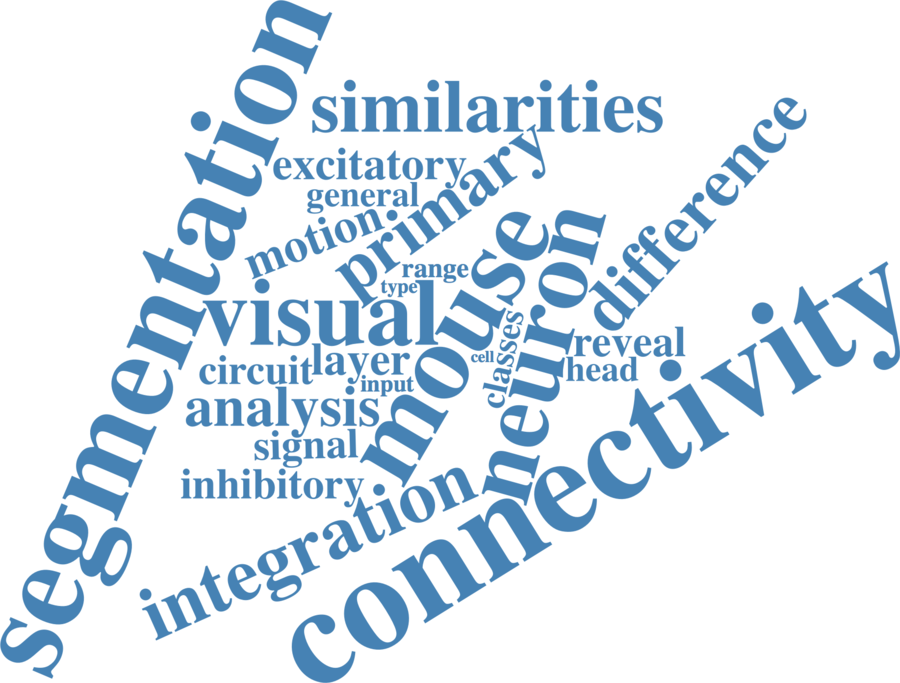 segmentation
similarities
excitatory
general
primary
motion
difference
range
type
mouse
neuron
visual
connectivity
classes
reveal
cell
layer
circuit
head
input
analysis
signal
inhibitory
integration